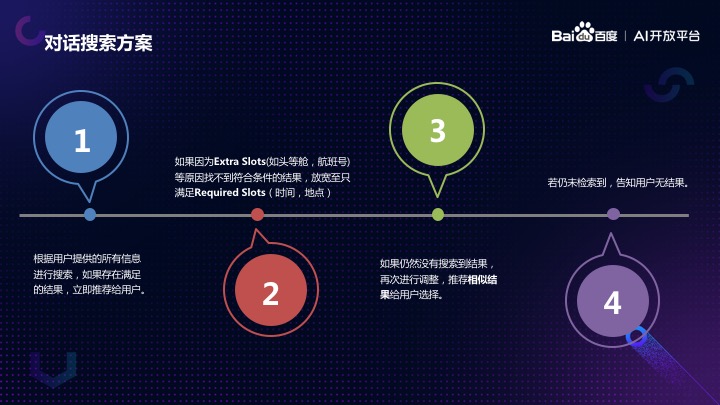 对话搜索方案
Bai du 百度 | AI开放平台
1
根据用户提供的所有信息
进行搜索，如果存在满足
的结果，立即推荐给用户。
如果因为Extra Slots(如头等舱，航班号)
等原因找不到符合条件的结果，放宽至只
满足Required Slots（时间，地点）
2
3
如果仍然没有搜索到结果，
再次进行调整，推荐相似结
果给用户选择。
若仍未检索到，告知用户无结果。
4